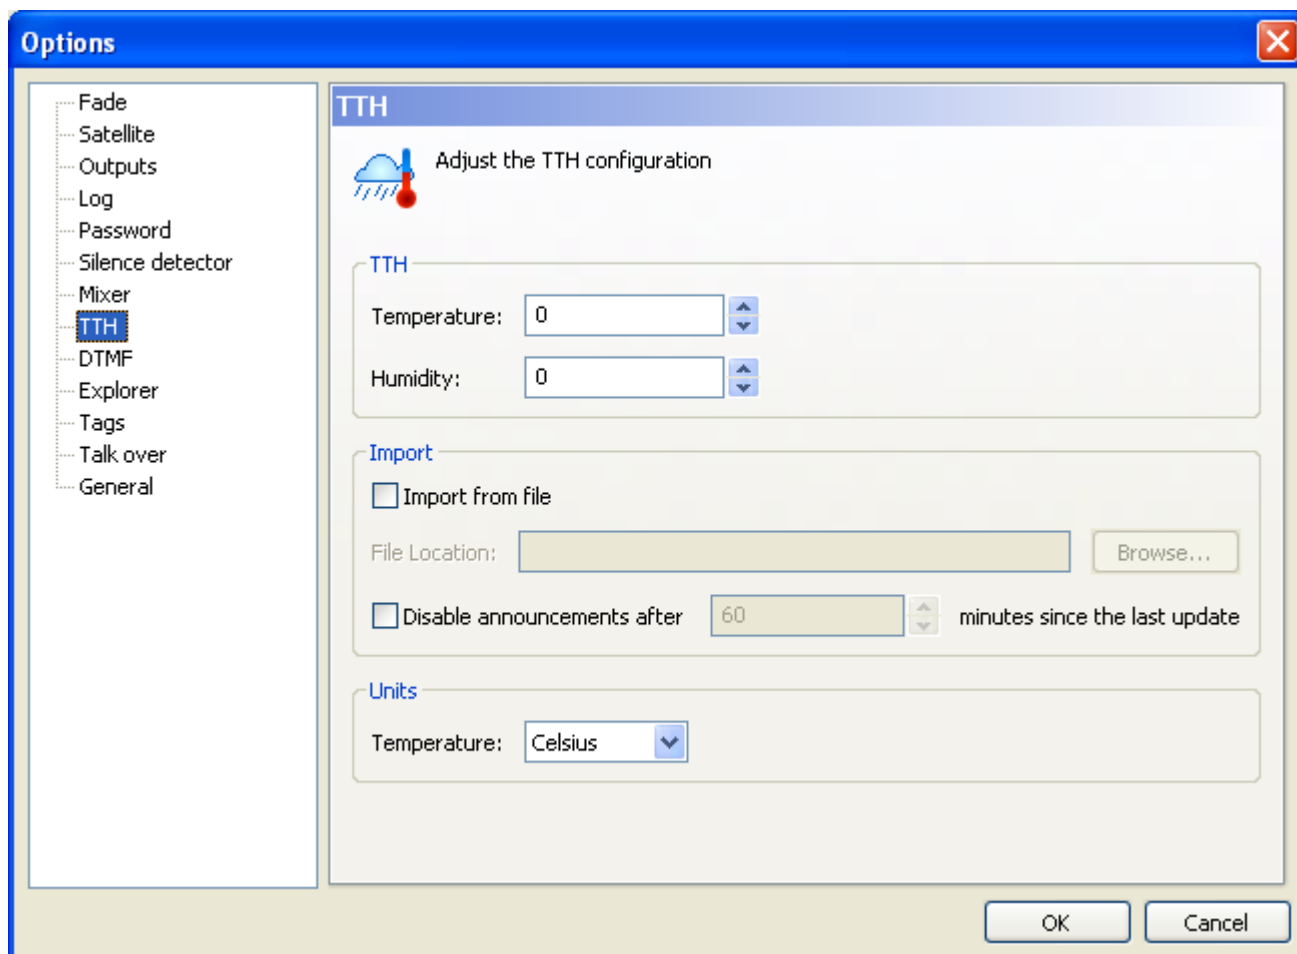 Options
Fade
Satellite
Outputs
Log
Password
Silence detector
Mixer
TTH
DTMF
Explorer
Tags
Talk over
General
TTH
Adjust the TTH configuration
TTH
Temperature: 0
Humidity: 0
Import
Import from file
File Location: Browse...
Disable announcements after 60 minutes since the last update
Units
Temperature: Celsius
OK Cancel